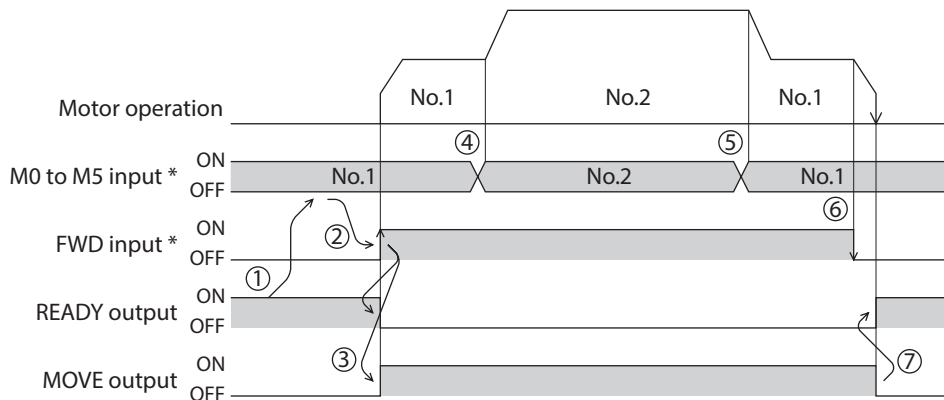 No.1 No.2 No.1
Motor operation
④ ⑤
M0 to M5 input * ON OFF No.1 No.2 No.1
⑥
FWD input * ON OFF ②
①
READY output ON OFF
③ ⑦
MOVE output ON OFF